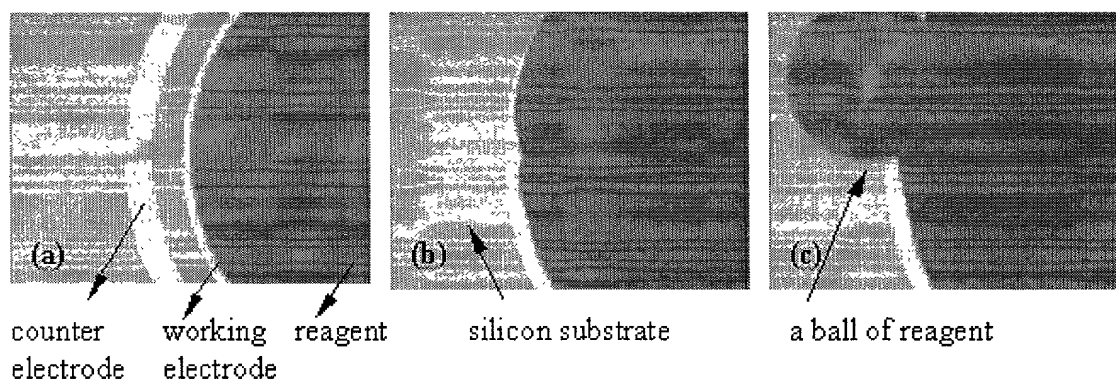 (a)
(b)
(c)
counter electrode
working electrode
reagent
silicon substrate
a ball of reagent